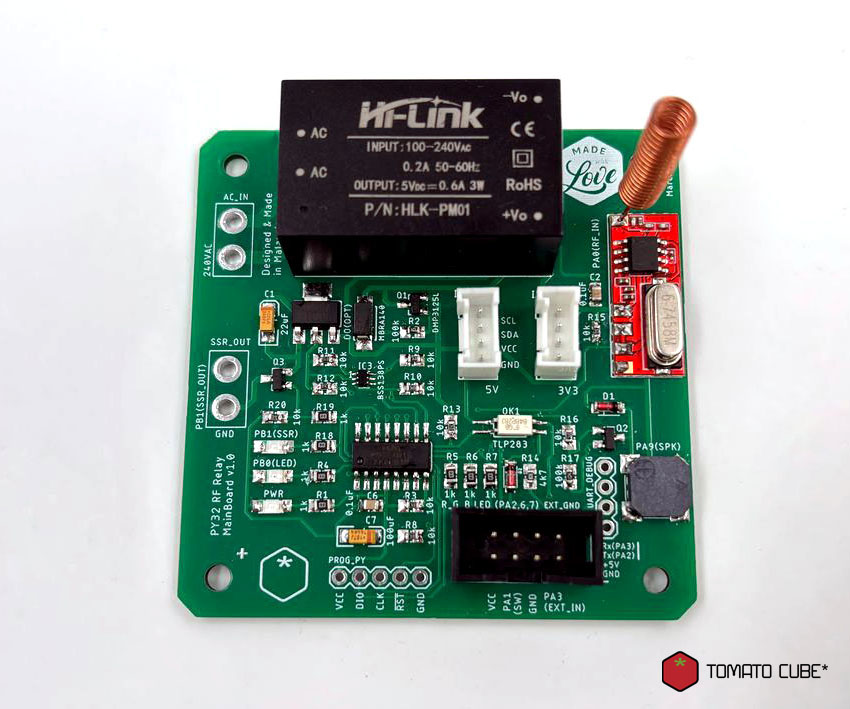 Hi-Link
-Vo
AC
INPUT:100-240VAC
CE
0.2A 50-60Hz
AC
OUTPUT:5VDC=0.6A 3W
RoHS
P/N:HLK-PM01
+Vo
MADE
WITH
Love
AC_IN
240VAC
Designed & Made
in
PA0(RF_IN)
C2
0.1uF
R15
10k
C1
22uF
D0(OPT)
MBRA140
Q1
DMP3125L
R2
100k
SCL
SDA
VCC
GND
5V
3V3
SSR_OUT
PB1(SSR_OUT)
GND
Q3
R11
10k
R12
10k
IC3
BSS138PS
R9
10k
R10
10k
R20
10k
R19
1k
R13
10k
OK1
TLP283
R16
10k
D1
Q2
PB1(SSR)
R18
1k
PB0(LED)
R4
1k
PWR
R1
1k
0.1uF
C6
R3
10k
R5
R6
R7
R14
R17
1k
1k
1k
4k7
100k
PA9(SPK)
UART_DEBUG
R_G_B_LED (PA2,6,7)
EXT_GND
C7
100uF
R8
10k
PY32 RF Relay
MainBoard v1.0
+
*
PROG_PY
VCC
DIO
CLK
RST
GND
Rx(PA3)
Tx(PA2)
+5V
GND
VCC
PA1
(SW)
GND
PA3
(EXT_IN)
TOMATO CUBE*